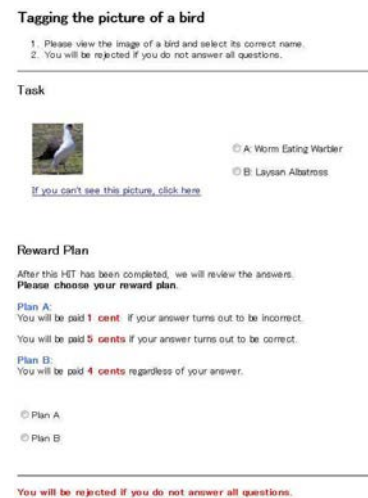 Tagging the picture of a bird
1. Please view the image of a bird and select its correct name.
2. You will be rejected if you do not answer all questions.
Task
A: Worm Eating Warbler
B: Laysan Albatross
If you can't see this picture, click here
Reward Plan
After this HIT has been completed, we will review the answers.
Please choose your reward plan.
Plan A:
You will be paid 1 cent if your answer turns out to be incorrect.
You will be paid 5 cents if your answer turns out to be correct.
Plan B:
You will be paid 4 cents regardless of your answer.
Plan A
Plan B
You will be rejected if you do not answer all questions.